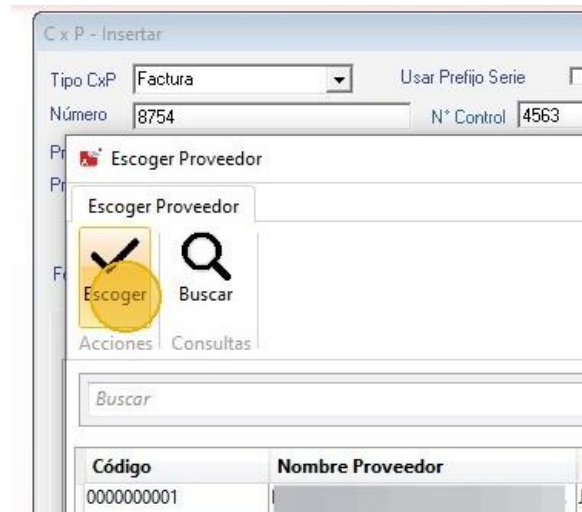 C x P - Insertar
Tipo CxP Factura Usar Prefijo Serie
Número 8754 N° Control 4563
Escoger Proveedor
Escoger Proveedor
Escoger Buscar
Acciones Consultas
Buscar
Código Nombre Proveedor
0000000001